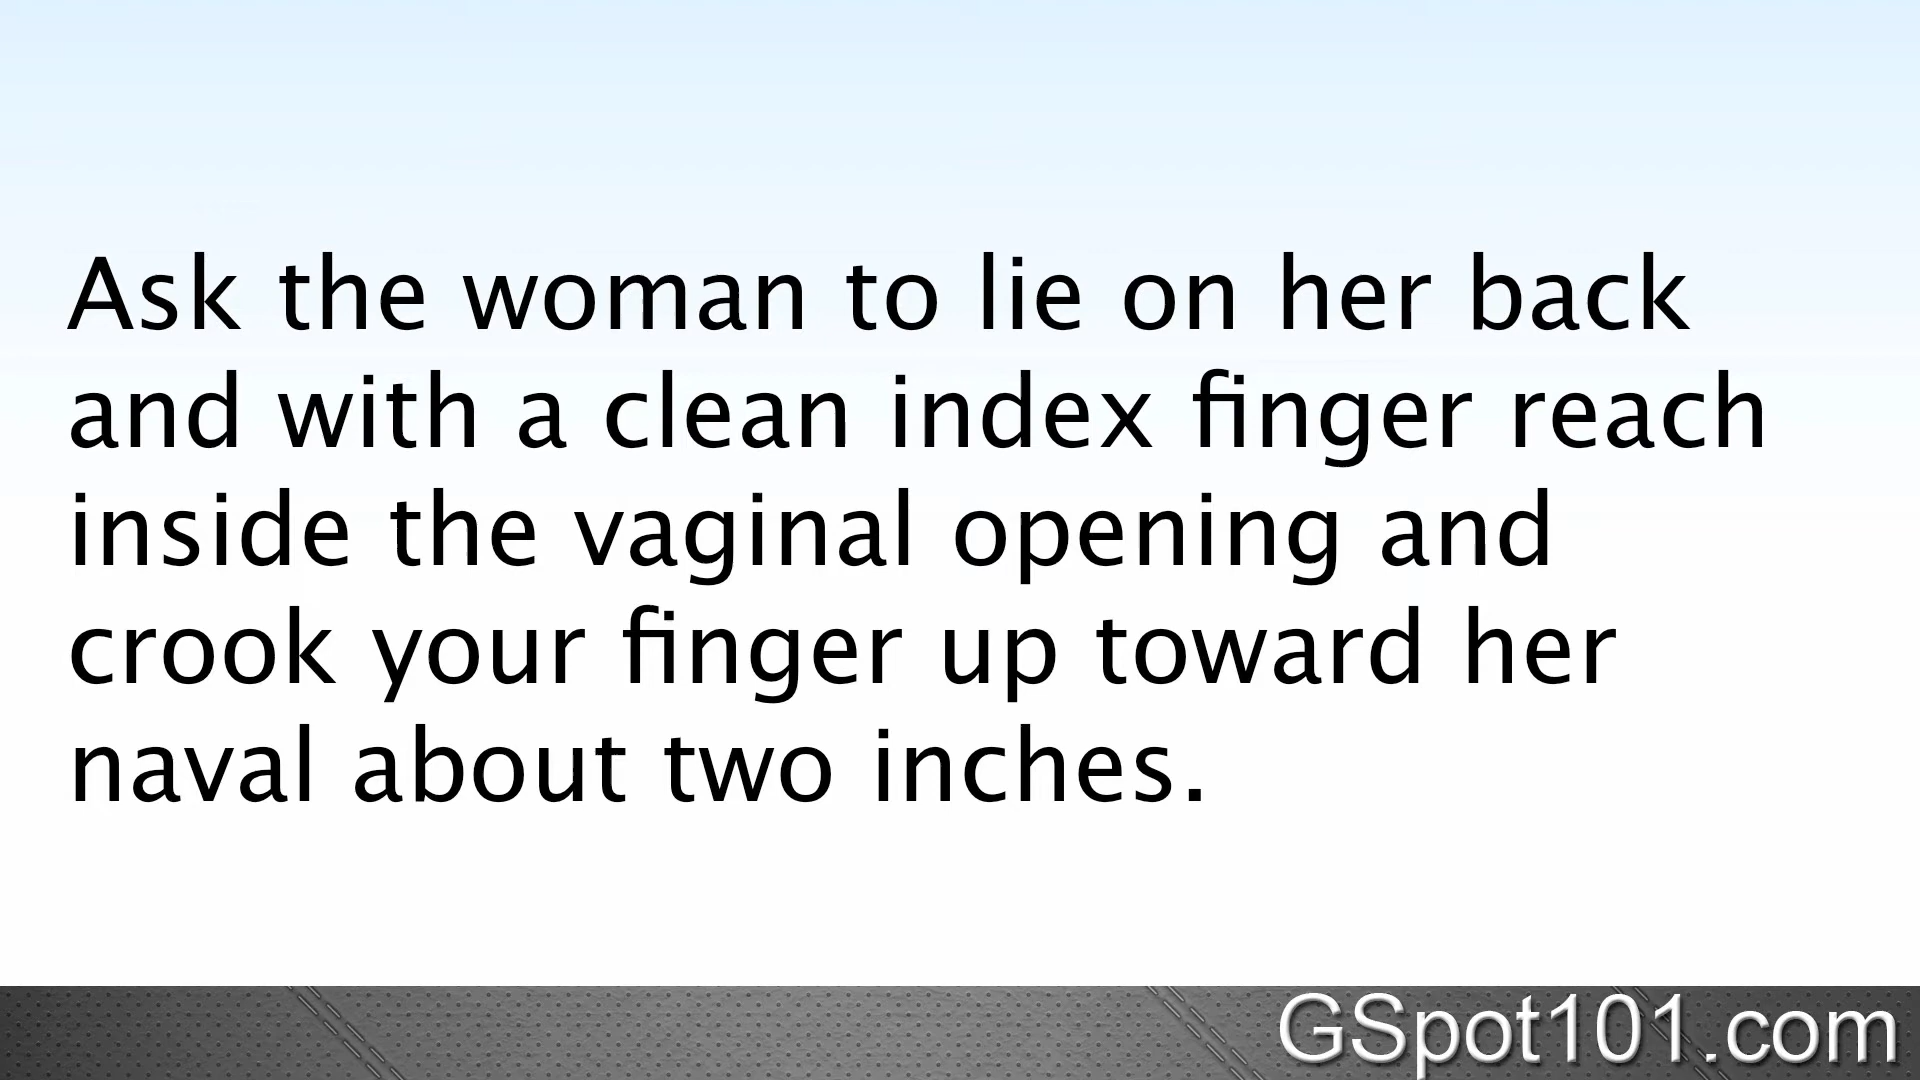 Ask the woman to lie on her back
and with a clean index finger reach
inside the vaginal opening and
crook your finger up toward her
naval about two inches.
GSpot101.com